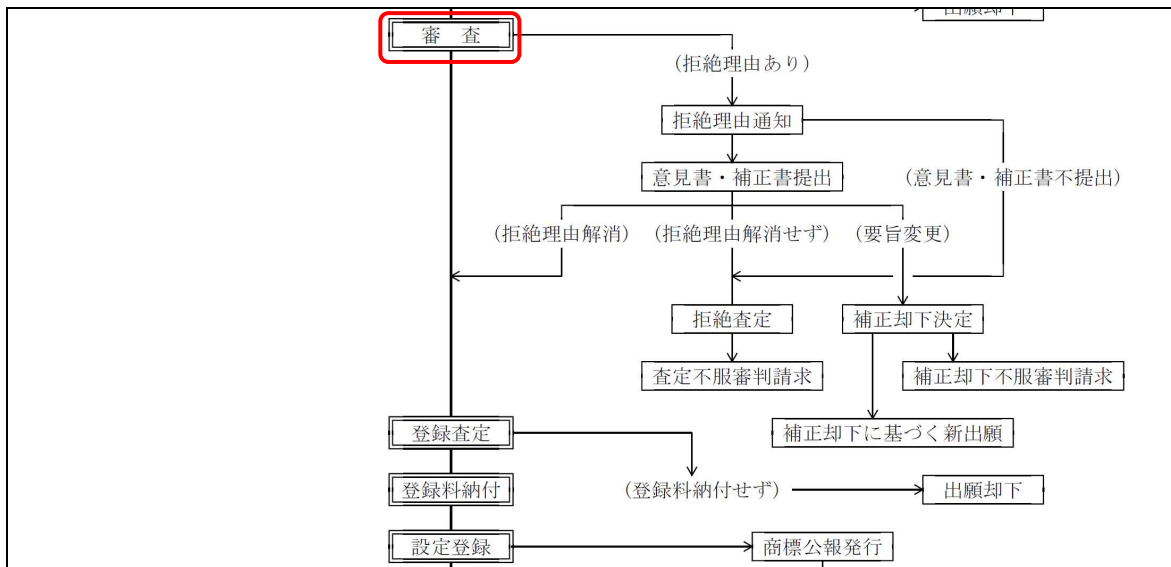 出願却下
審　査
(拒絶理由あり)
拒絶理由通知
意見書・補正書提出
(意見書・補正書不提出)
(拒絶理由解消)
(拒絶理由解消せず)
(要旨変更)
拒絶査定
補正却下決定
査定不服審判請求
補正却下不服審判請求
登録査定
補正却下に基づく新出願
登録料納付
(登録料納付せず)
出願却下
設定登録
商標公報発行